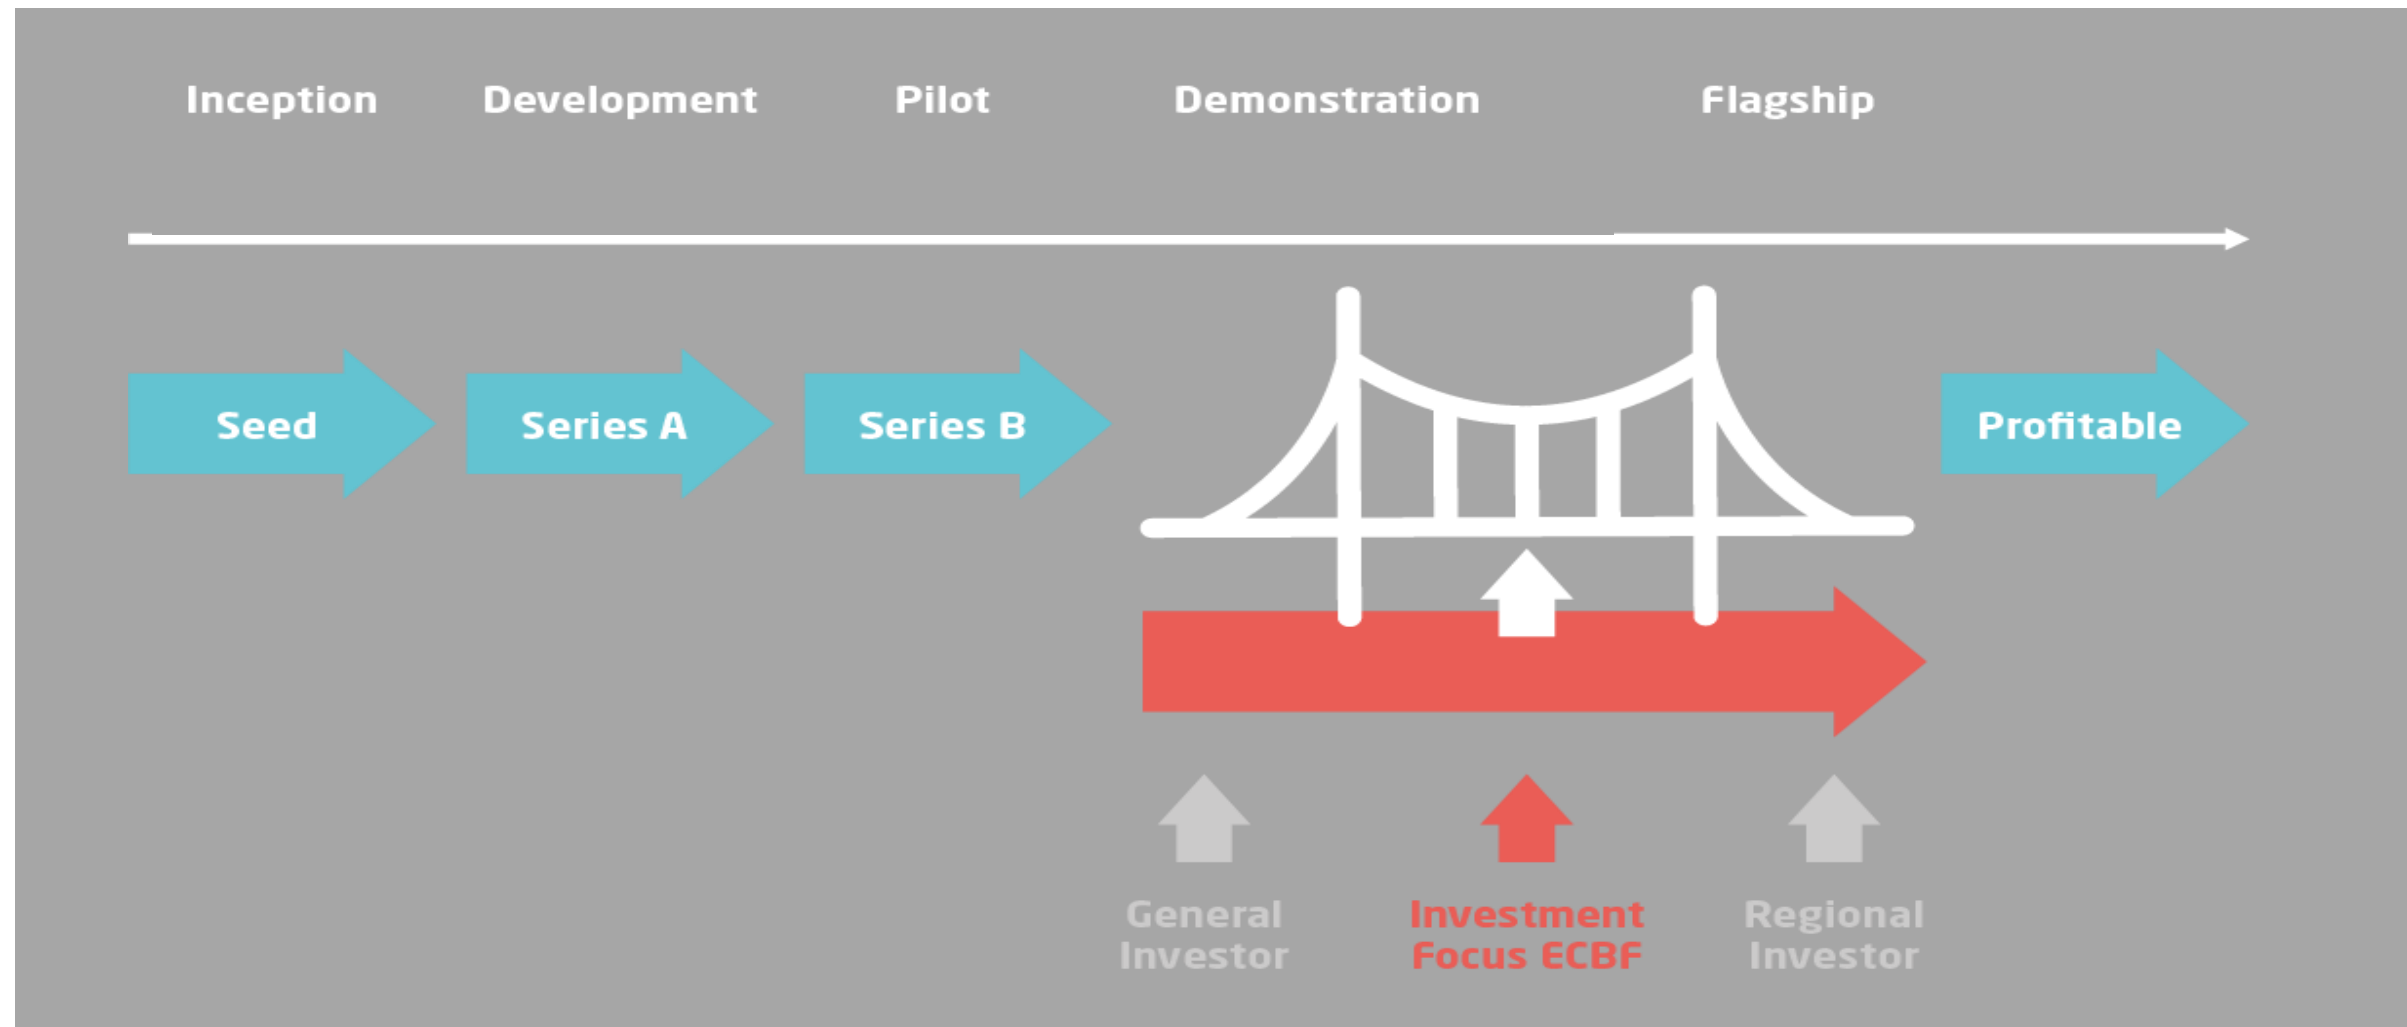 Inception Development Pilot Demonstration Flagship
Seed Series A Series B Profitable
General Investment Regional
Investor Focus ECBF Investor